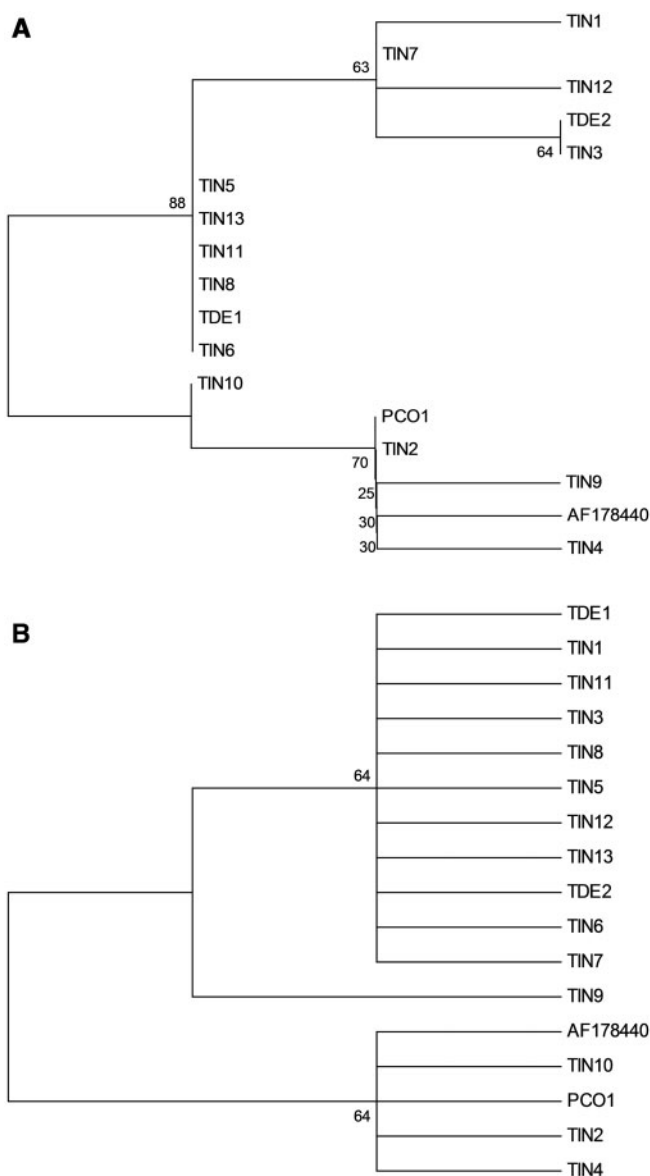 A
TIN1
TIN7
63
TIN12
TDE2
64
TIN3
TIN5
88
TIN13
TIN11
TIN8
TDE1
TIN6
TIN10
PCO1
TIN2
70
TIN9
25
AF178440
30
TIN4
30
B
TDE1
TIN1
TIN11
TIN3
TIN8
64
TIN5
TIN12
TIN13
TDE2
TIN6
TIN7
TIN9
AF178440
TIN10
PCO1
64
TIN2
TIN4